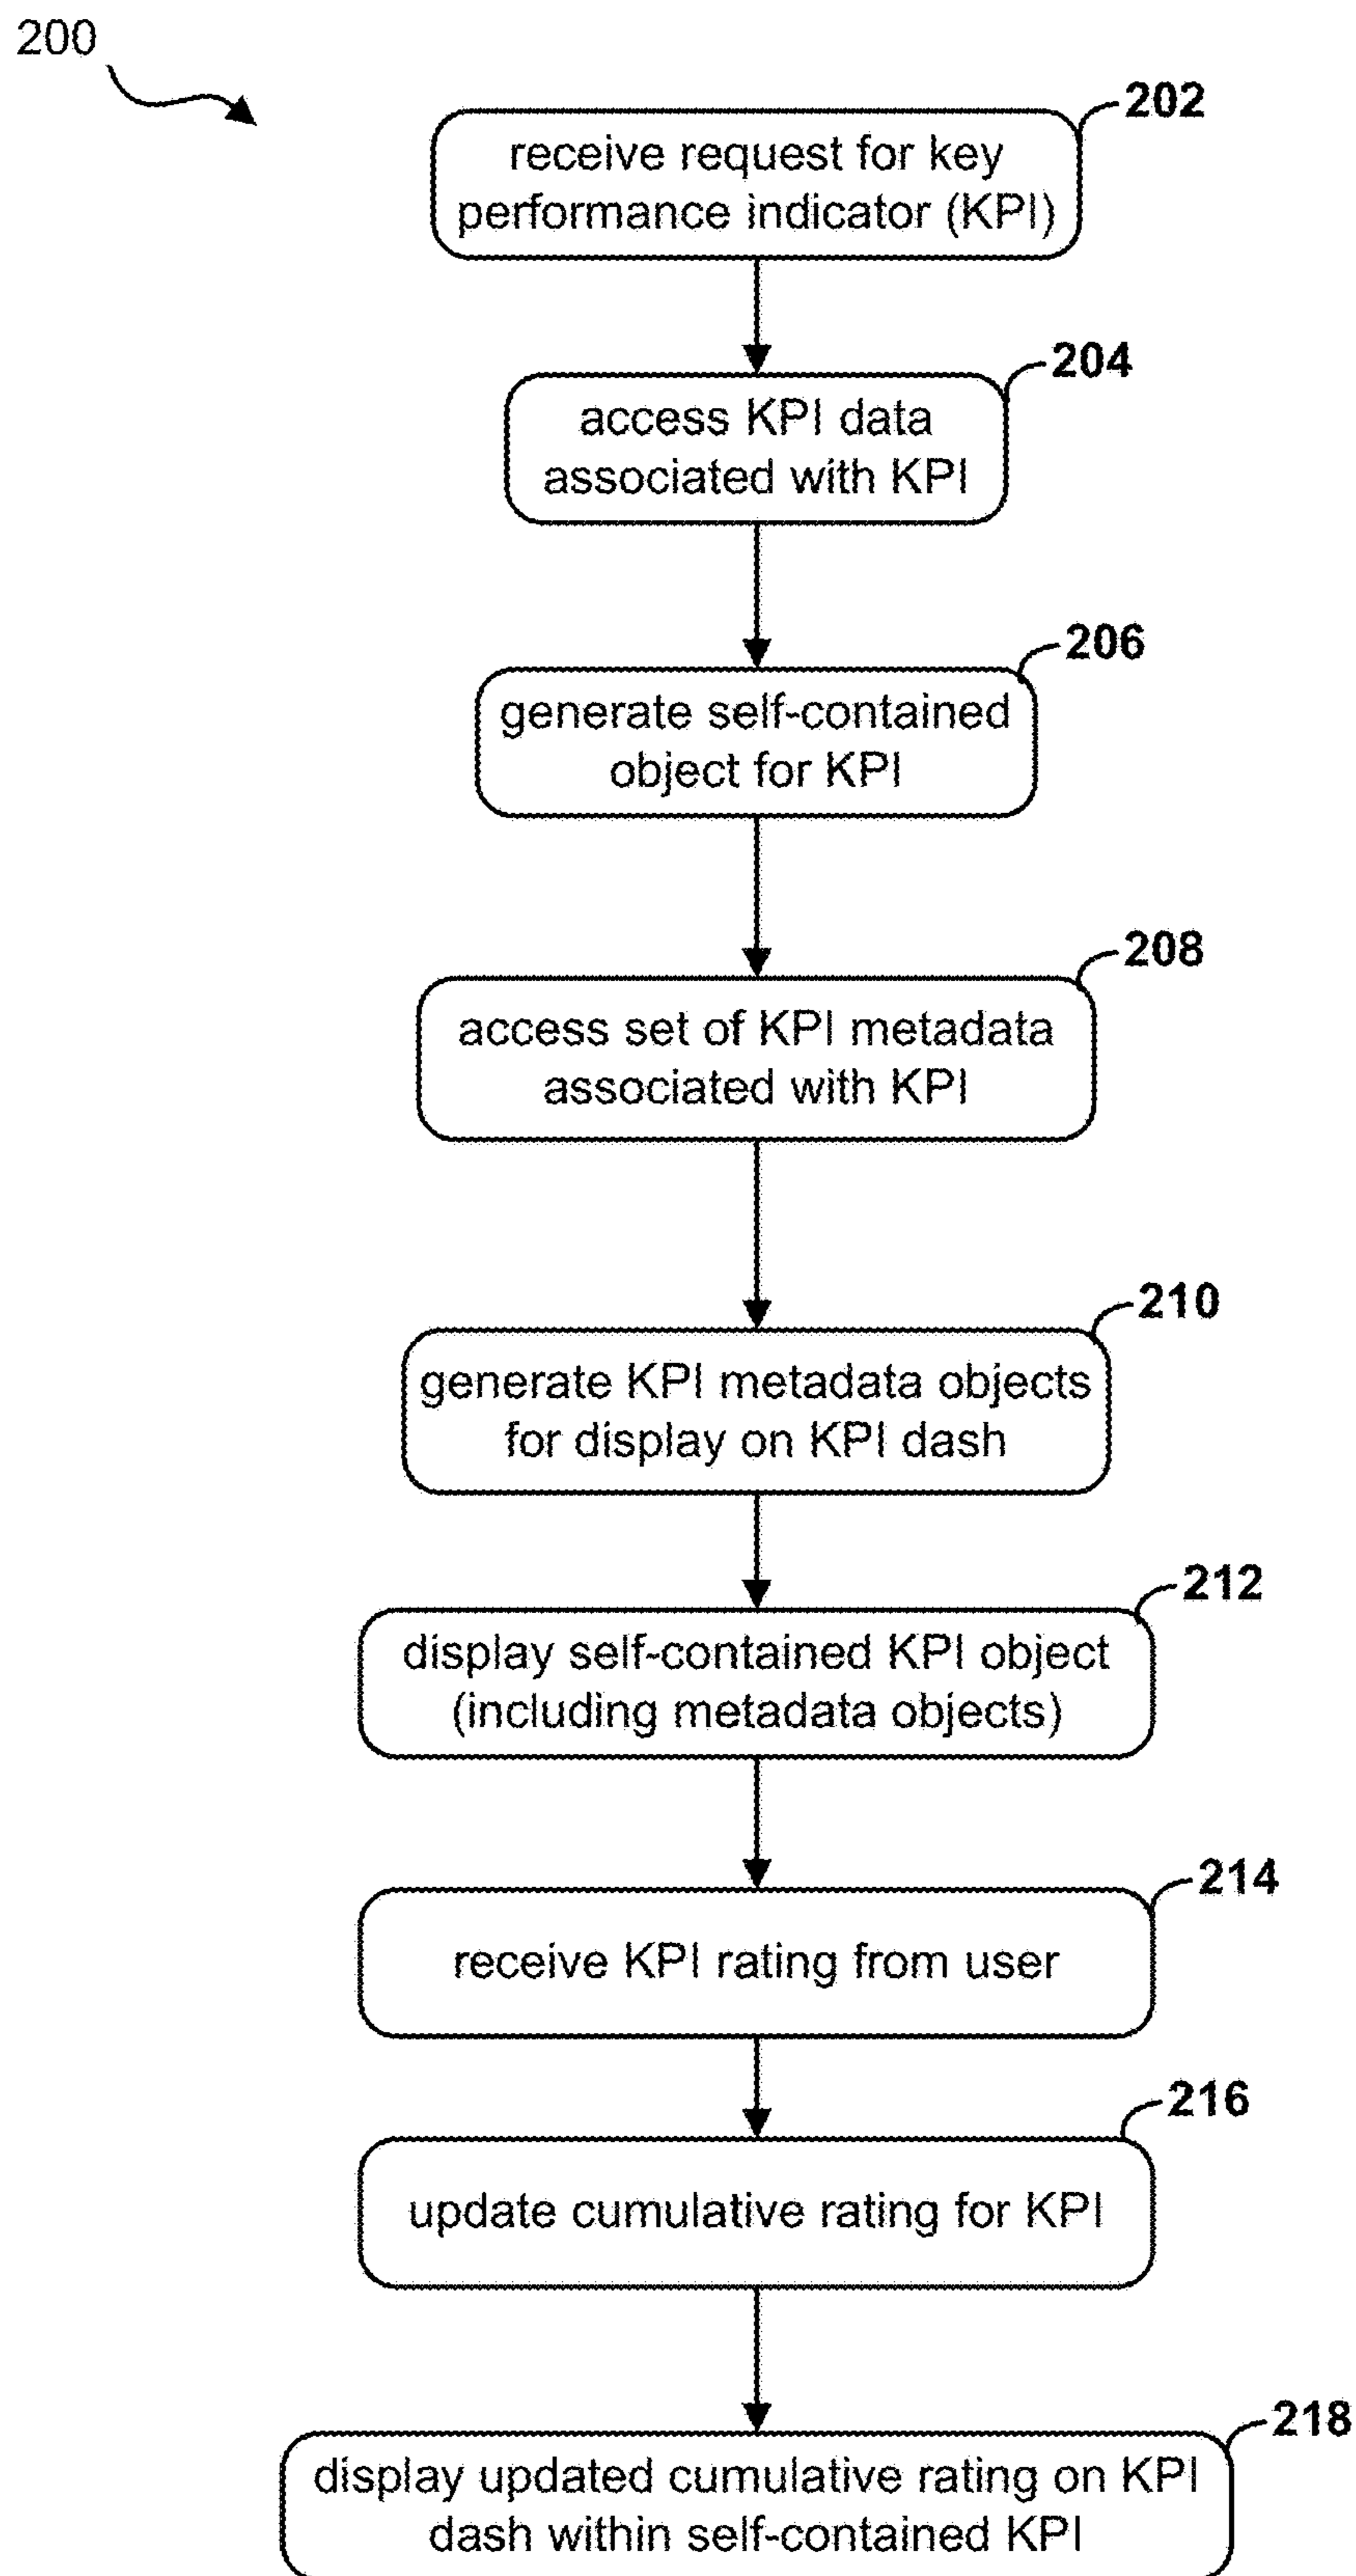 200
202
receive request for key
performance indicator (KPI)
204
access KPI data
associated with KPI
206
generate self-contained
object for KPI
208
access set of KPI metadata
associated with KPI
210
generate KPI metadata objects
for display on KPI dash
212
display self-contained KPI object
(including metadata objects)
214
receive KPI rating from user
216
update cumulative rating for KPI
218
display updated cumulative rating on KPI
dash within self-contained KPI